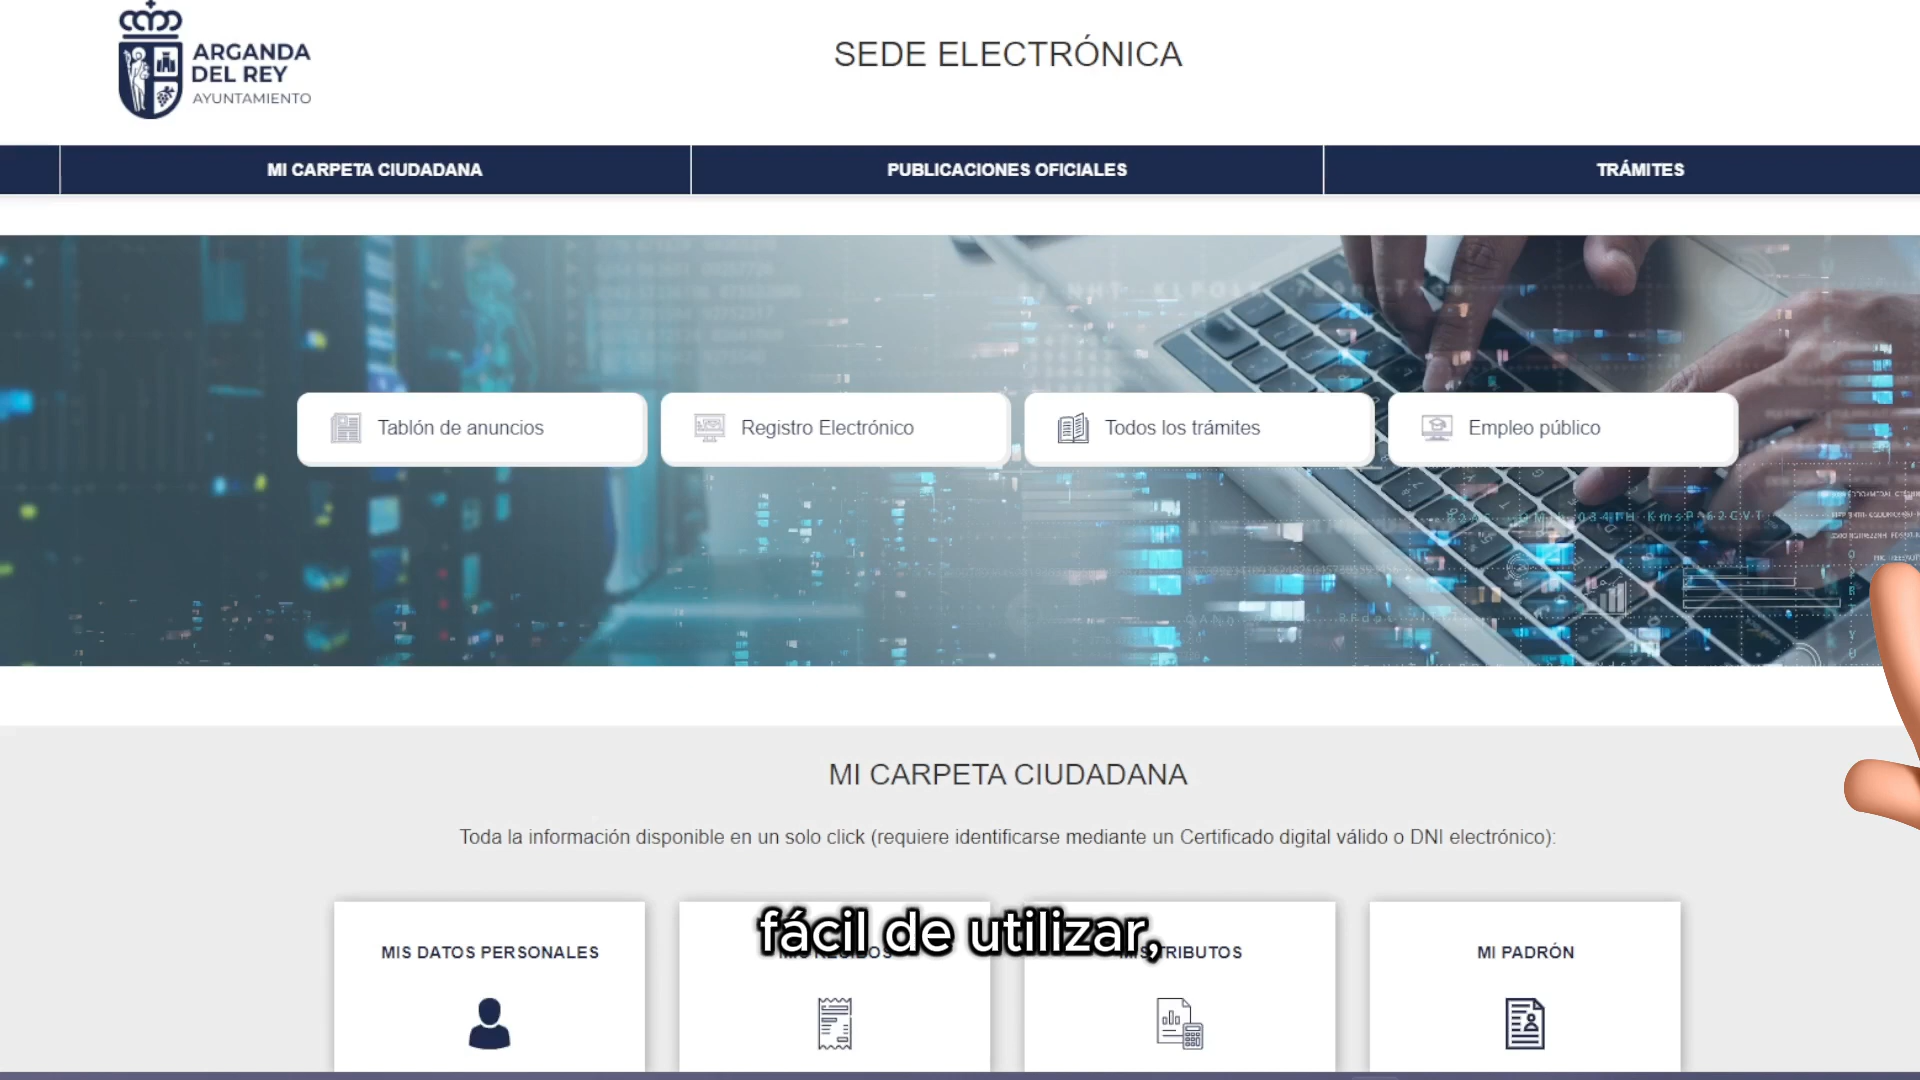 ARGANDA
DEL REY
AYUNTAMIENTO
SEDE ELECTRÓNICA
MI CARPETA CIUDADANA
PUBLICACIONES OFICIALES
TRÁMITES
Tablón de anuncios
Registro Electrónico
Todos los trámites
Empleo público
MI CARPETA CIUDADANA
Toda la información disponible en un solo click (requiere identificarse mediante un Certificado digital válido o DNI electrónico):
MIS DATOS PERSONALES
MIS RECIBOS
MIS TRIBUTOS
MI PADRÓN
fácil de utilizar,